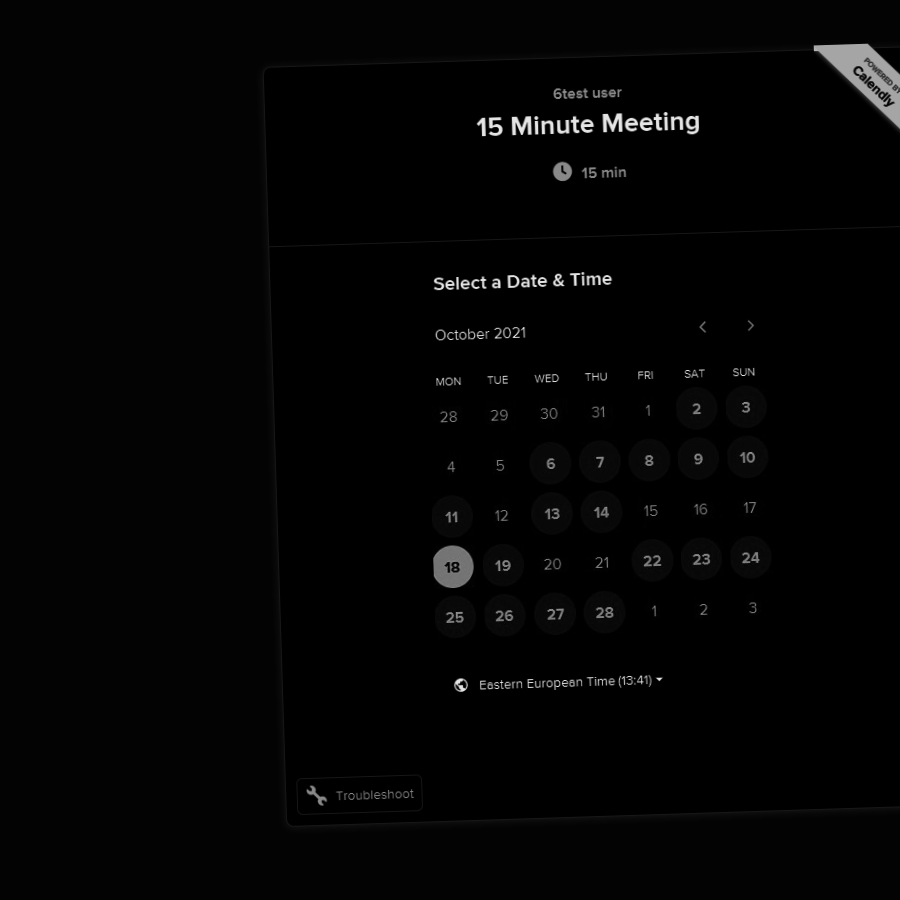 POWERED BY
Calendly
6test user
15 Minute Meeting
15 min
Select a Date & Time
October 2021
MON TUE WED THU FRI SAT SUN
28 29 30 31 1 2 3
4 5 6 7 8 9 10
11 12 13 14 15 16 17
18 19 20 21 22 23 24
25 26 27 28 1 2 3
Eastern European Time (13:41)
Troubleshoot